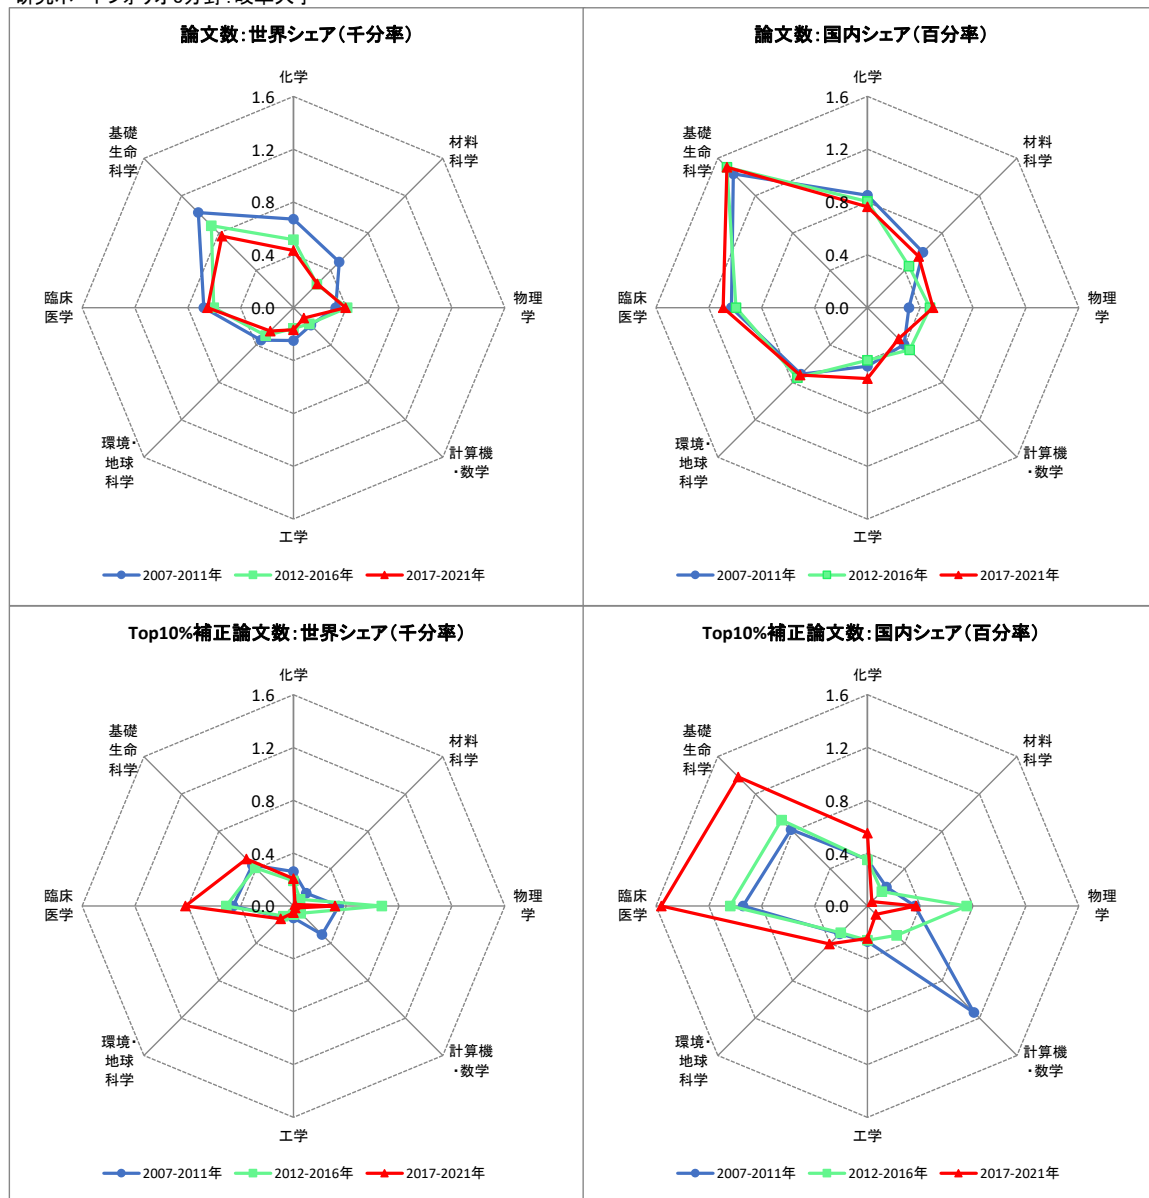 論文数:世界シェア(千分率)
化学
材料
科学
物理
学
計算機
・数学
工学
環境・
地球
科学
臨床
医学
基礎
生命
科学
1.6
1.2
0.8
0.4
0.0
2007-2011年 2012-2016年 2017-2021年
論文数:国内シェア(百分率)
化学
材料
科学
物理
学
計算機
・数学
工学
環境・
地球
科学
臨床
医学
基礎
生命
科学
1.6
1.2
0.8
0.4
0.0
2007-2011年 2012-2016年 2017-2021年
Top10%補正論文数:世界シェア(千分率)
化学
材料
科学
物理
学
計算機
・数学
工学
環境・
地球
科学
臨床
医学
基礎
生命
科学
1.6
1.2
0.8
0.4
0.0
2007-2011年 2012-2016年 2017-2021年
Top10%補正論文数:国内シェア(百分率)
化学
材料
科学
物理
学
計算機
・数学
工学
環境・
地球
科学
臨床
医学
基礎
生命
科学
1.6
1.2
0.8
0.4
0.0
2007-2011年 2012-2016年 2017-2021年